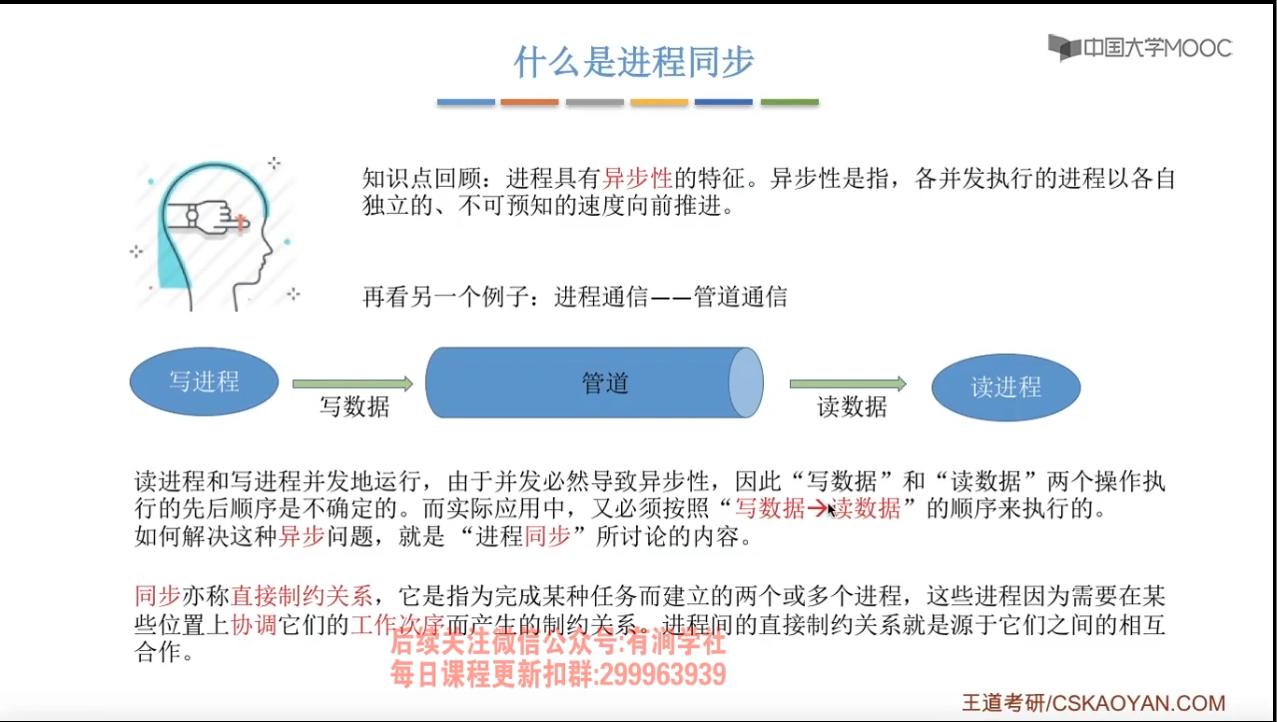 什么是进程同步
中国大学MOOC
知识点回顾：进程具有异步性的特征。异步性是指，各并发执行的进程以各自
独立的、不可预知的速度向前推进。
再看另一个例子：进程通信——管道通信
写进程
写数据
管道
读数据
读进程
读进程和写进程并发地运行，由于并发必然导致异步性，因此“写数据”和“读数据”两个操作执
行的先后顺序是不确定的。而实际应用中，又必须按照“写数据→读数据”的顺序来执行的。
如何解决这种异步问题，就是 “进程同步”所讨论的内容。
同步亦称直接制约关系，它是指为完成某种任务而建立的两个或多个进程，这些进程因为需要在某
些位置上协调它们的工作次序而产生的制约关系。进程间的直接制约关系就是源于它们之间的相互
合作。
后续关注微信公众号:有涧学社
每日课程更新扣群:299963939
王道考研/CSKAOYAN.COM